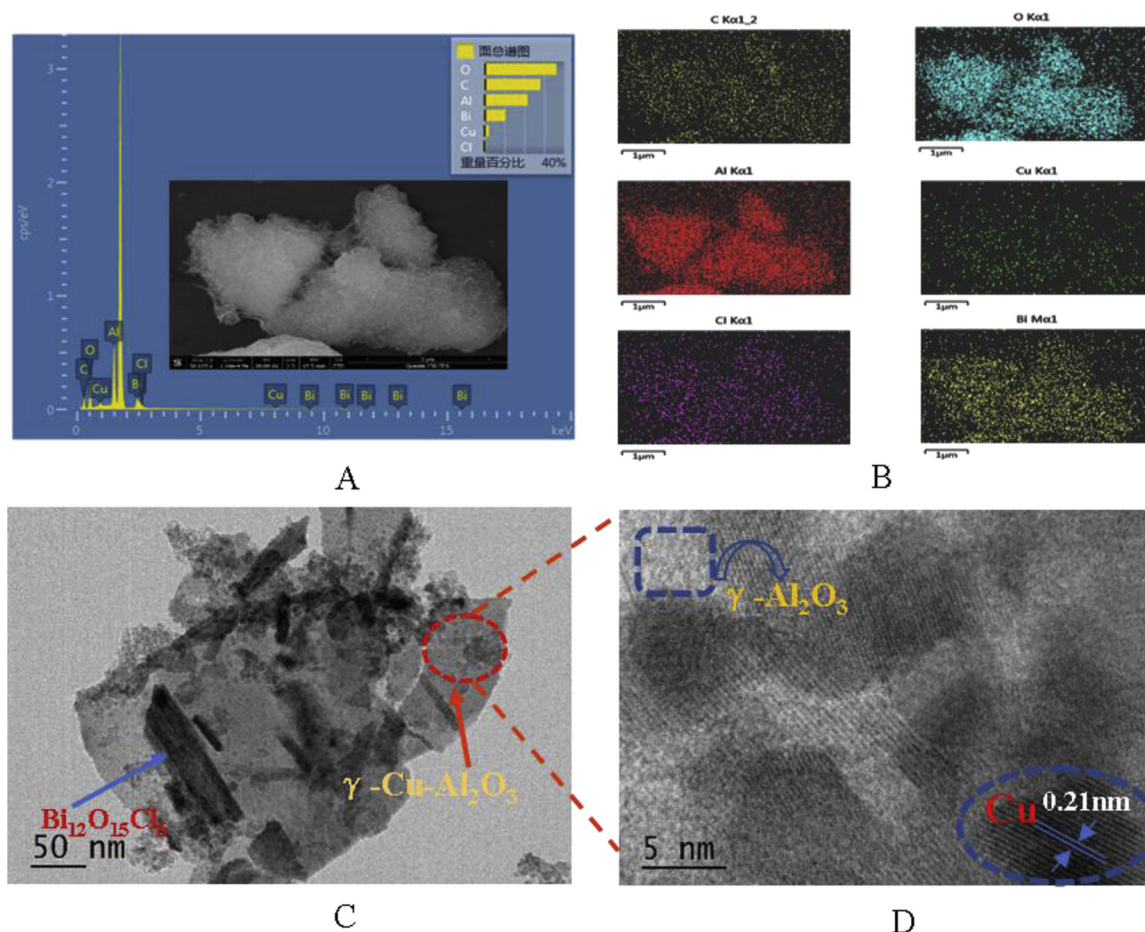 面总谱图
O
C
Al
Bi
Cu
Cl
重量百分比 40%
3
2
1
0
cps/eV
C
O
Cu
Al
B
Cl
Cu
Bi
Bi
Bi
Bi
Bi
0
5
10
15
keV
A
C Kα1_2
O Kα1
1μm
1μm
Al Kα1
Cu Kα1
1μm
1μm
Cl Kα1
Bi Mα1
1μm
1μm
B
Bi₁₂O₁₅Cl₆
γ -Cu-Al₂O₃
50 nm
C
γ -Al₂O₃
Cu 0.21nm
5 nm
D